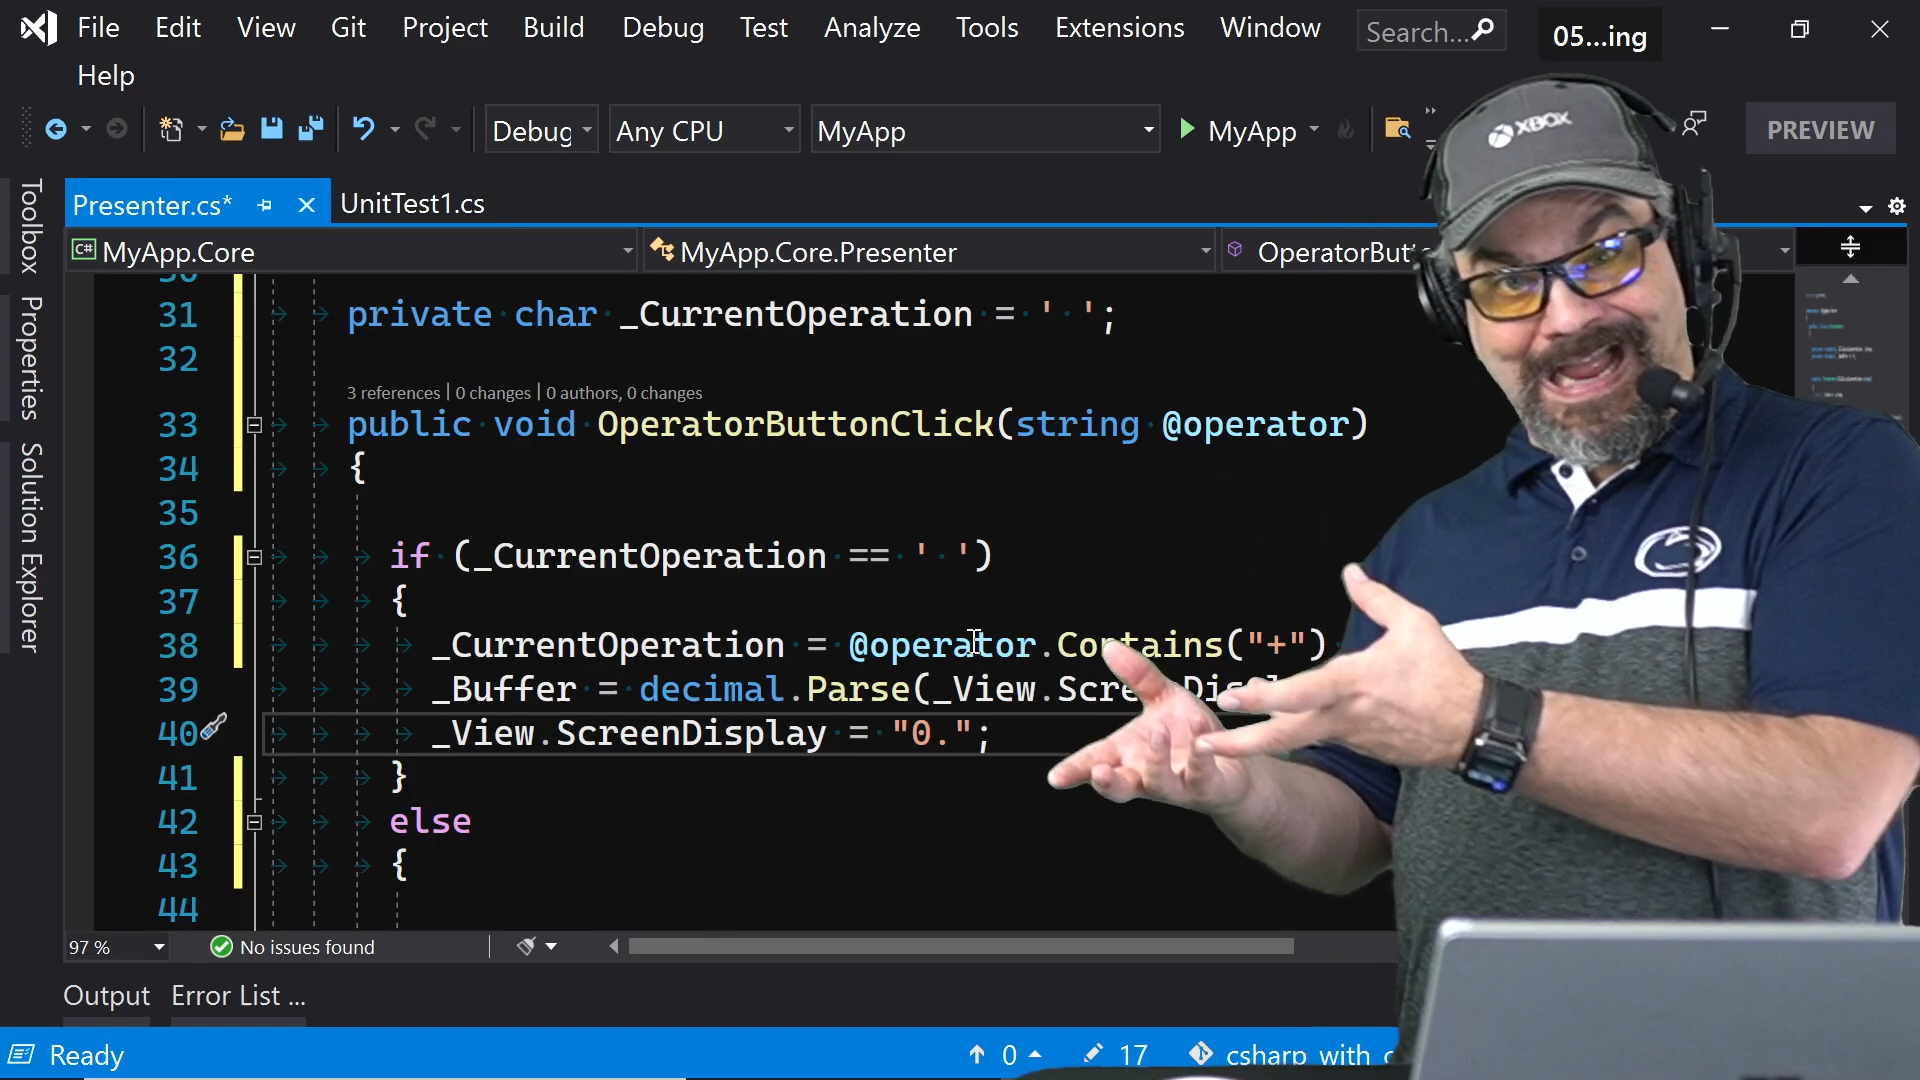 File Edit View Git Project Build Debug Test Analyze Tools Extensions Window Search... 05...ing
Help
Debug Any CPU MyApp MyApp PREVIEW
XBOX
Toolbox
Properties
Solution Explorer
Presenter.cs* UnitTest1.cs
C# MyApp.Core MyApp.Core.Presenter
31 private char _CurrentOperation = ' ';
32
3 references | 0 changes | 0 authors, 0 changes
33 public void OperatorButtonClick(string @operator)
34 {
35
36 if (_CurrentOperation == ' ')
37 {
38 _CurrentOperation = @operator.Contains("+")
39 _Buffer = decimal.Parse(_View.
40 _View.ScreenDisplay = "0.";
41 }
42 else
43 {
44
97 % No issues found
Output Error List ...
Ready 0 17 csharp_with_